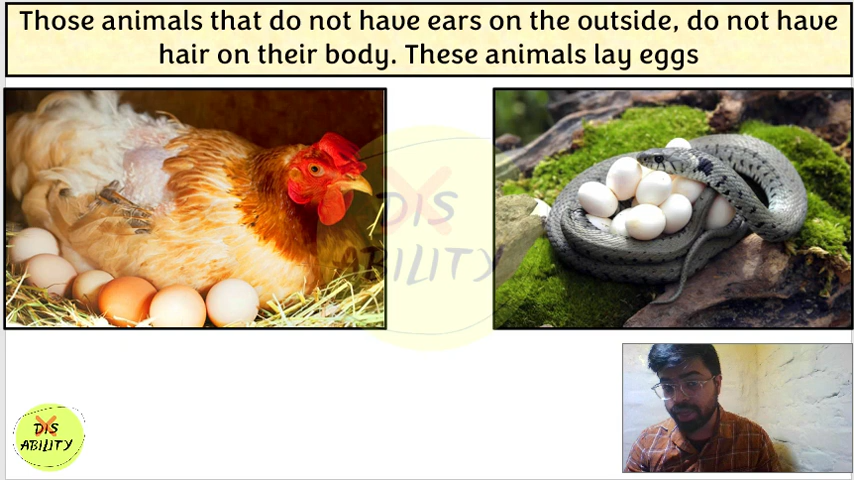 Those animals that do not have ears on the outside, do not have
hair on their body. These animals lay eggs
DIS
ABILITY
DIS
ABILITY